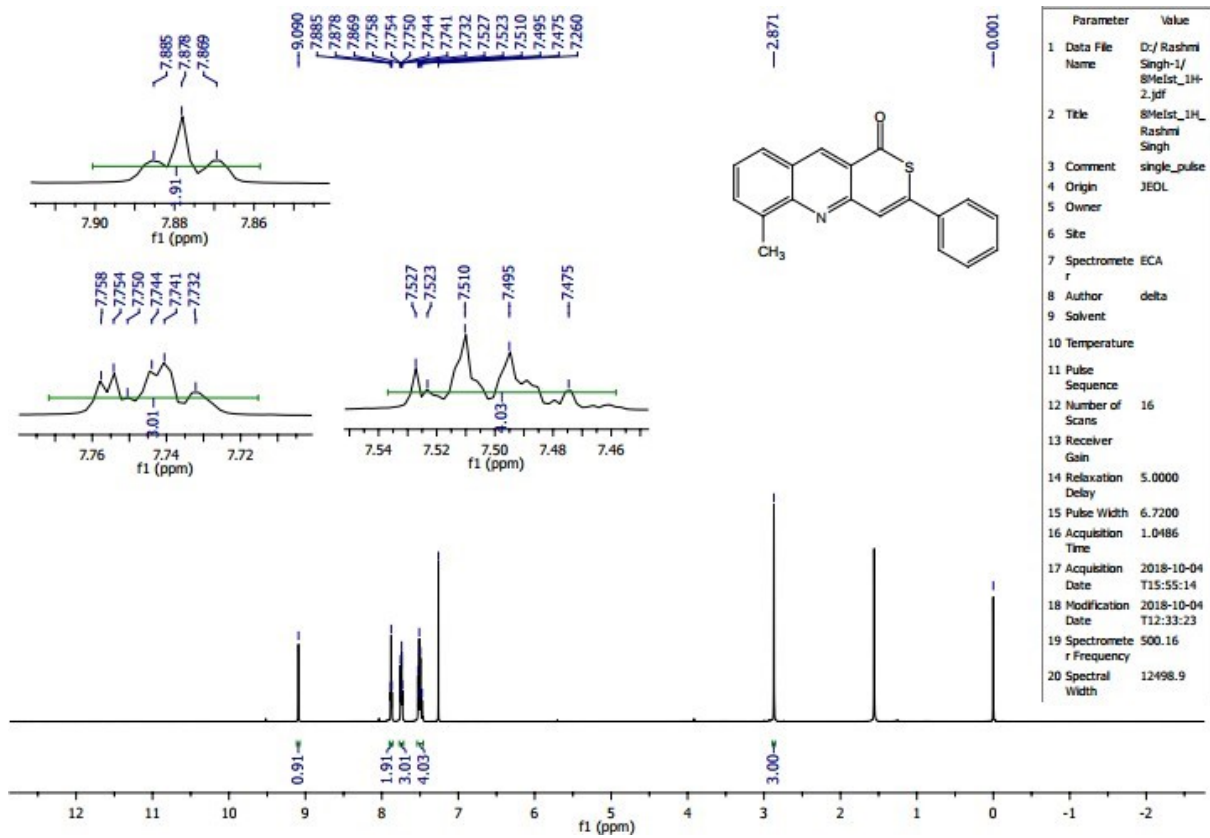 9.090
7.885
7.878
7.869
7.758
7.754
7.750
7.744
7.741
7.732
7.527
7.523
7.510
7.495
7.475
7.260
2.871
-0.001
7.885
7.878
7.869
1.91
7.90 7.88 7.86
f1 (ppm)
O
S
N
CH3
7.758
7.754
7.750
7.744
7.741
7.732
3.01
7.76 7.74 7.72
f1 (ppm)
7.527
7.523
7.510
7.495
7.475
4.03
7.54 7.52 7.50 7.48 7.46
f1 (ppm)
Parameter Value
1 Data File Name D:/ Rashmi Singh-1/ 8MeIst_1H-2.jdf
2 Title 8MeIst_1H_ Rashmi Singh
3 Comment single_pulse
4 Origin JEOL
5 Owner
6 Site
7 Spectrometer ECA
8 Author delta
9 Solvent
10 Temperature
11 Pulse Sequence
12 Number of Scans 16
13 Receiver Gain
14 Relaxation Delay 5.0000
15 Pulse Width 6.7200
16 Acquisition Time 1.0486
17 Acquisition Date 2018-10-04 T15:55:14
18 Modification Date 2018-10-04 T12:33:23
19 Spectrometer Frequency 500.16
20 Spectral Width 12498.9
0.91
1.91
3.01
4.03
3.00
12 11 10 9 8 7 6 5 4 3 2 1 0 -1 -2
f1 (ppm)